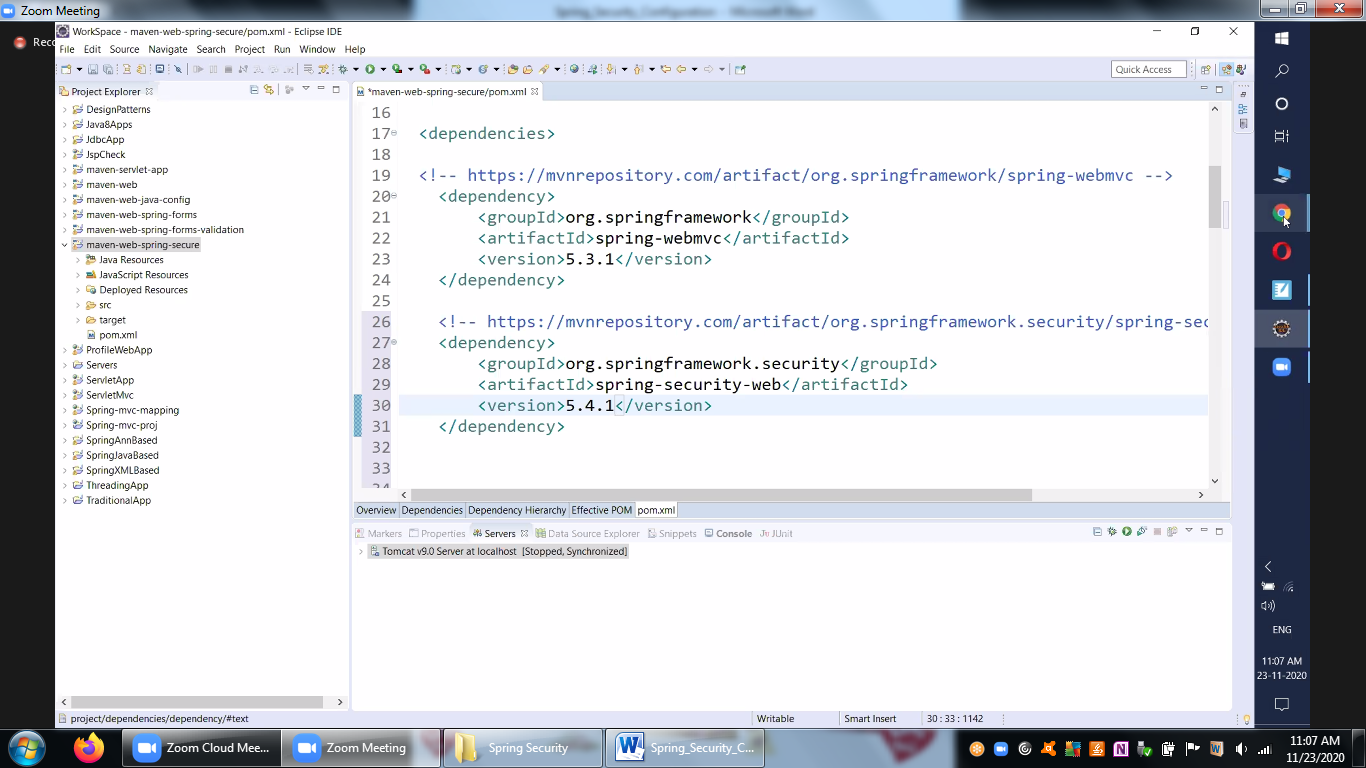 Zoom Meeting
Spring_Security_Configuration - Microsoft Word
Reco
WorkSpace - maven-web-spring-secure/pom.xml - Eclipse IDE
File Edit Source Navigate Search Project Run Window Help
Quick Access
Project Explorer
*maven-web-spring-secure/pom.xml
DesignPatterns
Java8Apps
JdbcApp
JspCheck
maven-servlet-app
maven-web
maven-web-java-config
maven-web-spring-forms
maven-web-spring-forms-validation
maven-web-spring-secure
Java Resources
JavaScript Resources
Deployed Resources
src
target
pom.xml
ProfileWebApp
Servers
ServletApp
ServletMvc
Spring-mvc-mapping
Spring-mvc-proj
SpringAnnBased
SpringJavaBased
SpringXMLBased
ThreadingApp
TraditionalApp
16
17 <dependencies>
18
19 <!-- https://mvnrepository.com/artifact/org.springframework/spring-webmvc -->
20 <dependency>
21 <groupId>org.springframework</groupId>
22 <artifactId>spring-webmvc</artifactId>
23 <version>5.3.1</version>
24 </dependency>
25
26 <!-- https://mvnrepository.com/artifact/org.springframework.security/spring-sec
27 <dependency>
28 <groupId>org.springframework.security</groupId>
29 <artifactId>spring-security-web</artifactId>
30 <version>5.4.1</version>
31 </dependency>
32
33
34
Overview Dependencies Dependency Hierarchy Effective POM pom.xml
Markers Properties Servers Data Source Explorer Snippets Console JUnit
Tomcat v9.0 Server at localhost [Stopped, Synchronized]
project/dependencies/dependency/#text
Writable
Smart Insert
30 : 33 : 1142
ENG
11:07 AM
23-11-2020
Zoom Cloud Mee...
Zoom Meeting
Spring Security
Spring_Security_C...
11:07 AM
11/23/2020